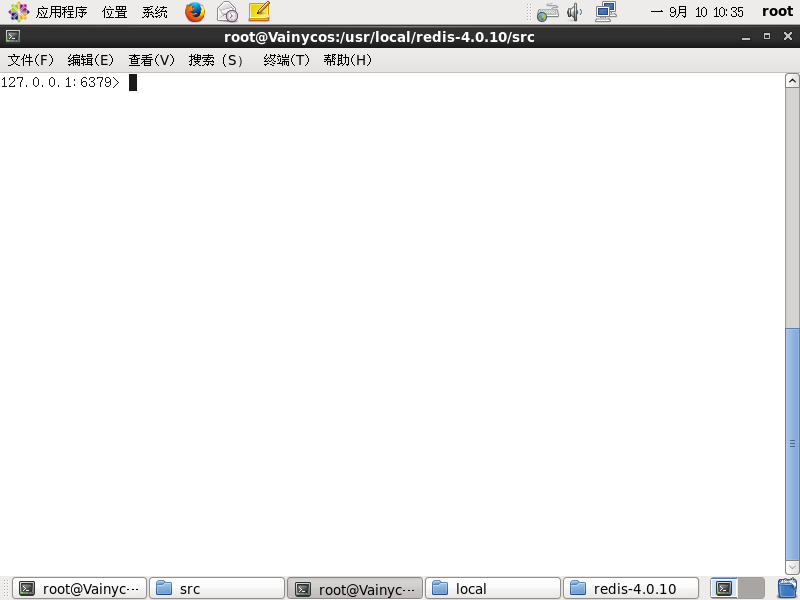 应用程序 位置 系统 一 9月 10 10:35 root
root@Vainycos:/usr/local/redis-4.0.10/src
文件(F) 编辑(E) 查看(V) 搜索 (S) 终端(T) 帮助(H)
127.0.0.1:6379>
root@Vainyc··· src root@Vainyc··· local redis-4.0.10